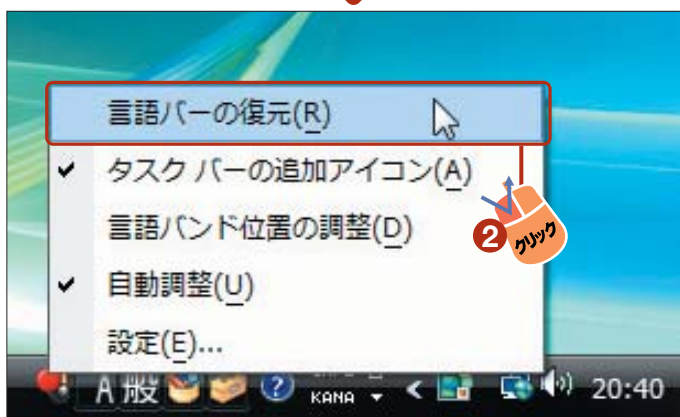 言語バーの復元(R)
✔ タスク バーの追加アイコン(A)
言語バンド位置の調整(D)
2 クリック
✔ 自動調整(U)
設定(E)...
A 般 ? KANA < 20:40